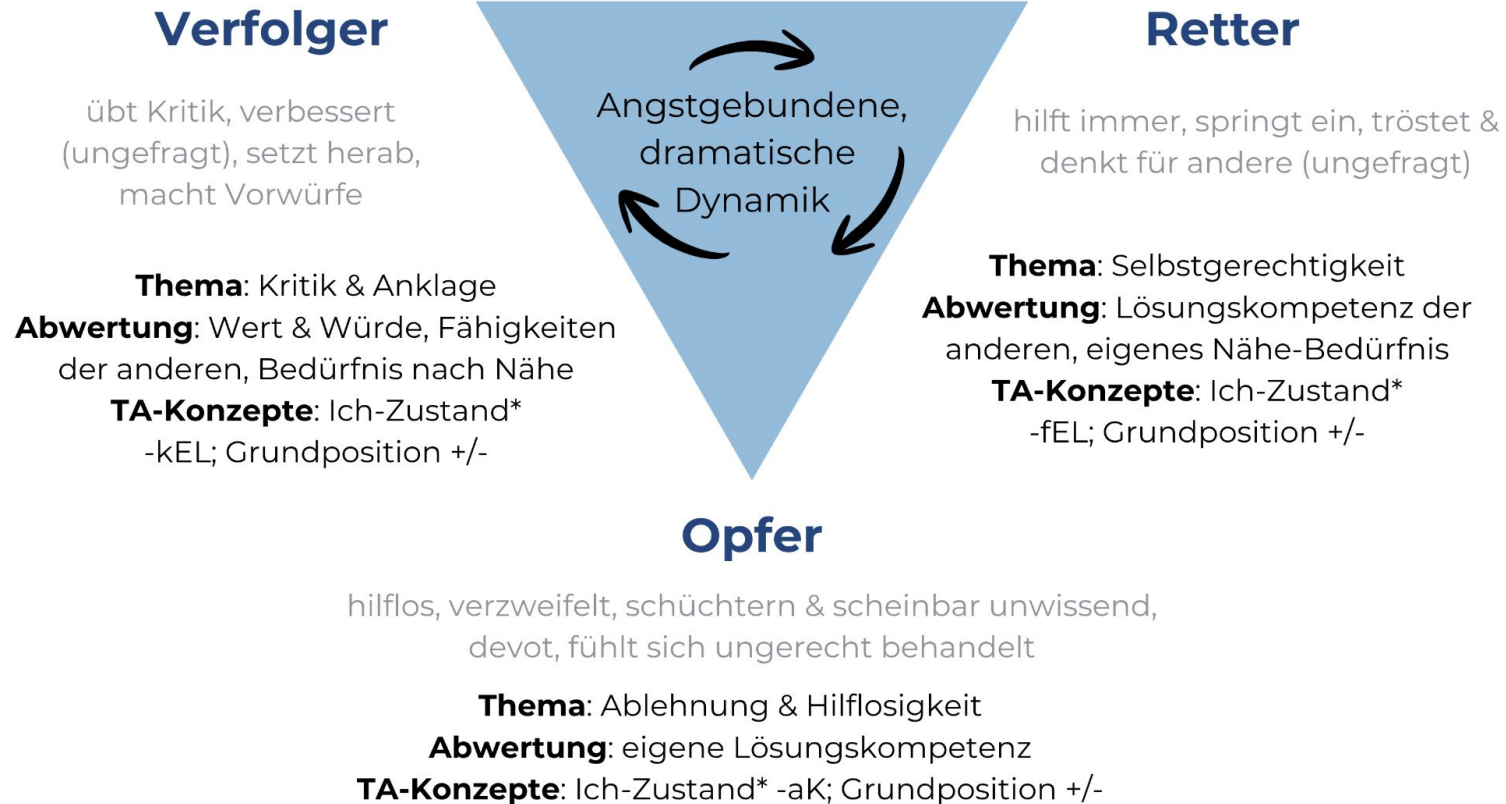 Verfolger
übt Kritik, verbessert
(ungefragt), setzt herab,
macht Vorwürfe
Thema: Kritik & Anklage
Abwertung: Wert & Würde, Fähigkeiten
der anderen, Bedürfnis nach Nähe
TA-Konzepte: Ich-Zustand*
-kEL; Grundposition +/-
Angstgebundene,
dramatische
Dynamik
Retter
hilft immer, springt ein, tröstet &
denkt für andere (ungefragt)
Thema: Selbstgerechtigkeit
Abwertung: Lösungskompetenz der
anderen, eigenes Nähe-Bedürfnis
TA-Konzepte: Ich-Zustand*
-fEL; Grundposition +/-
Opfer
hilflos, verzweifelt, schüchtern & scheinbar unwissend,
devot, fühlt sich ungerecht behandelt
Thema: Ablehnung & Hilflosigkeit
Abwertung: eigene Lösungskompetenz
TA-Konzepte: Ich-Zustand* -aK; Grundposition +/-